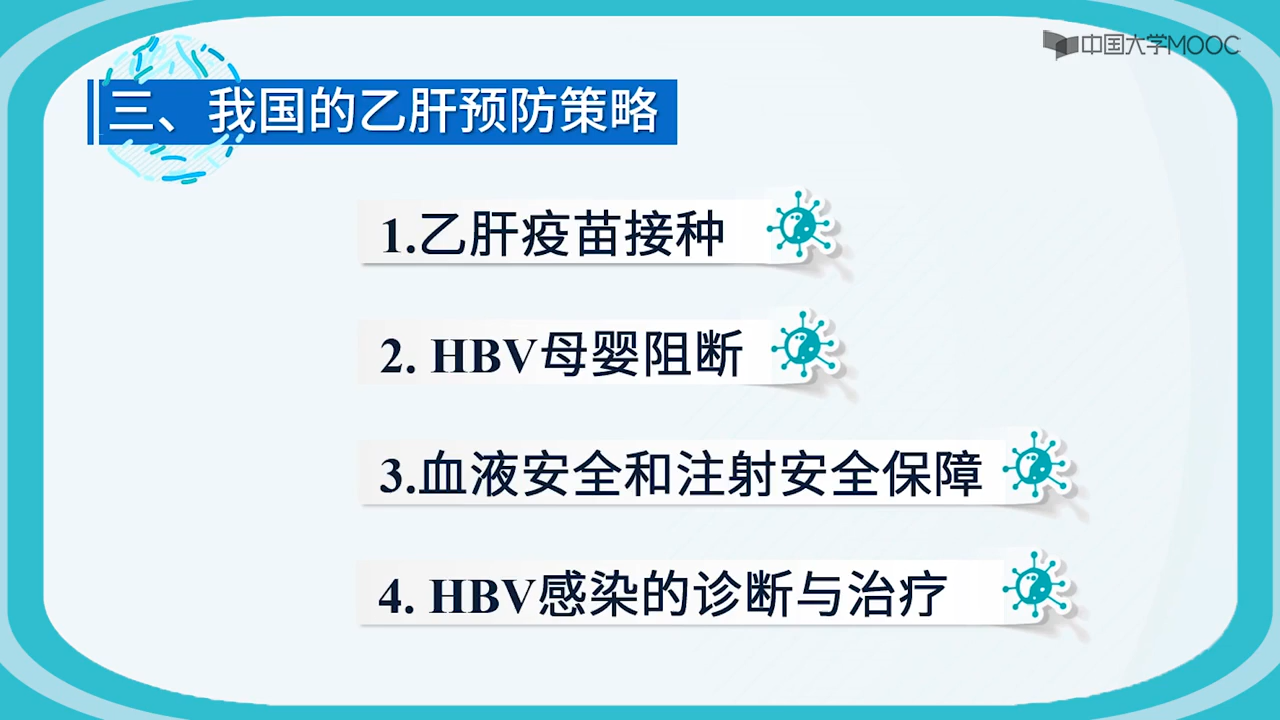 中国大学MOOC
三、我国的乙肝预防策略
1.乙肝疫苗接种
2. HBV母婴阻断
3.血液安全和注射安全保障
4. HBV感染的诊断与治疗